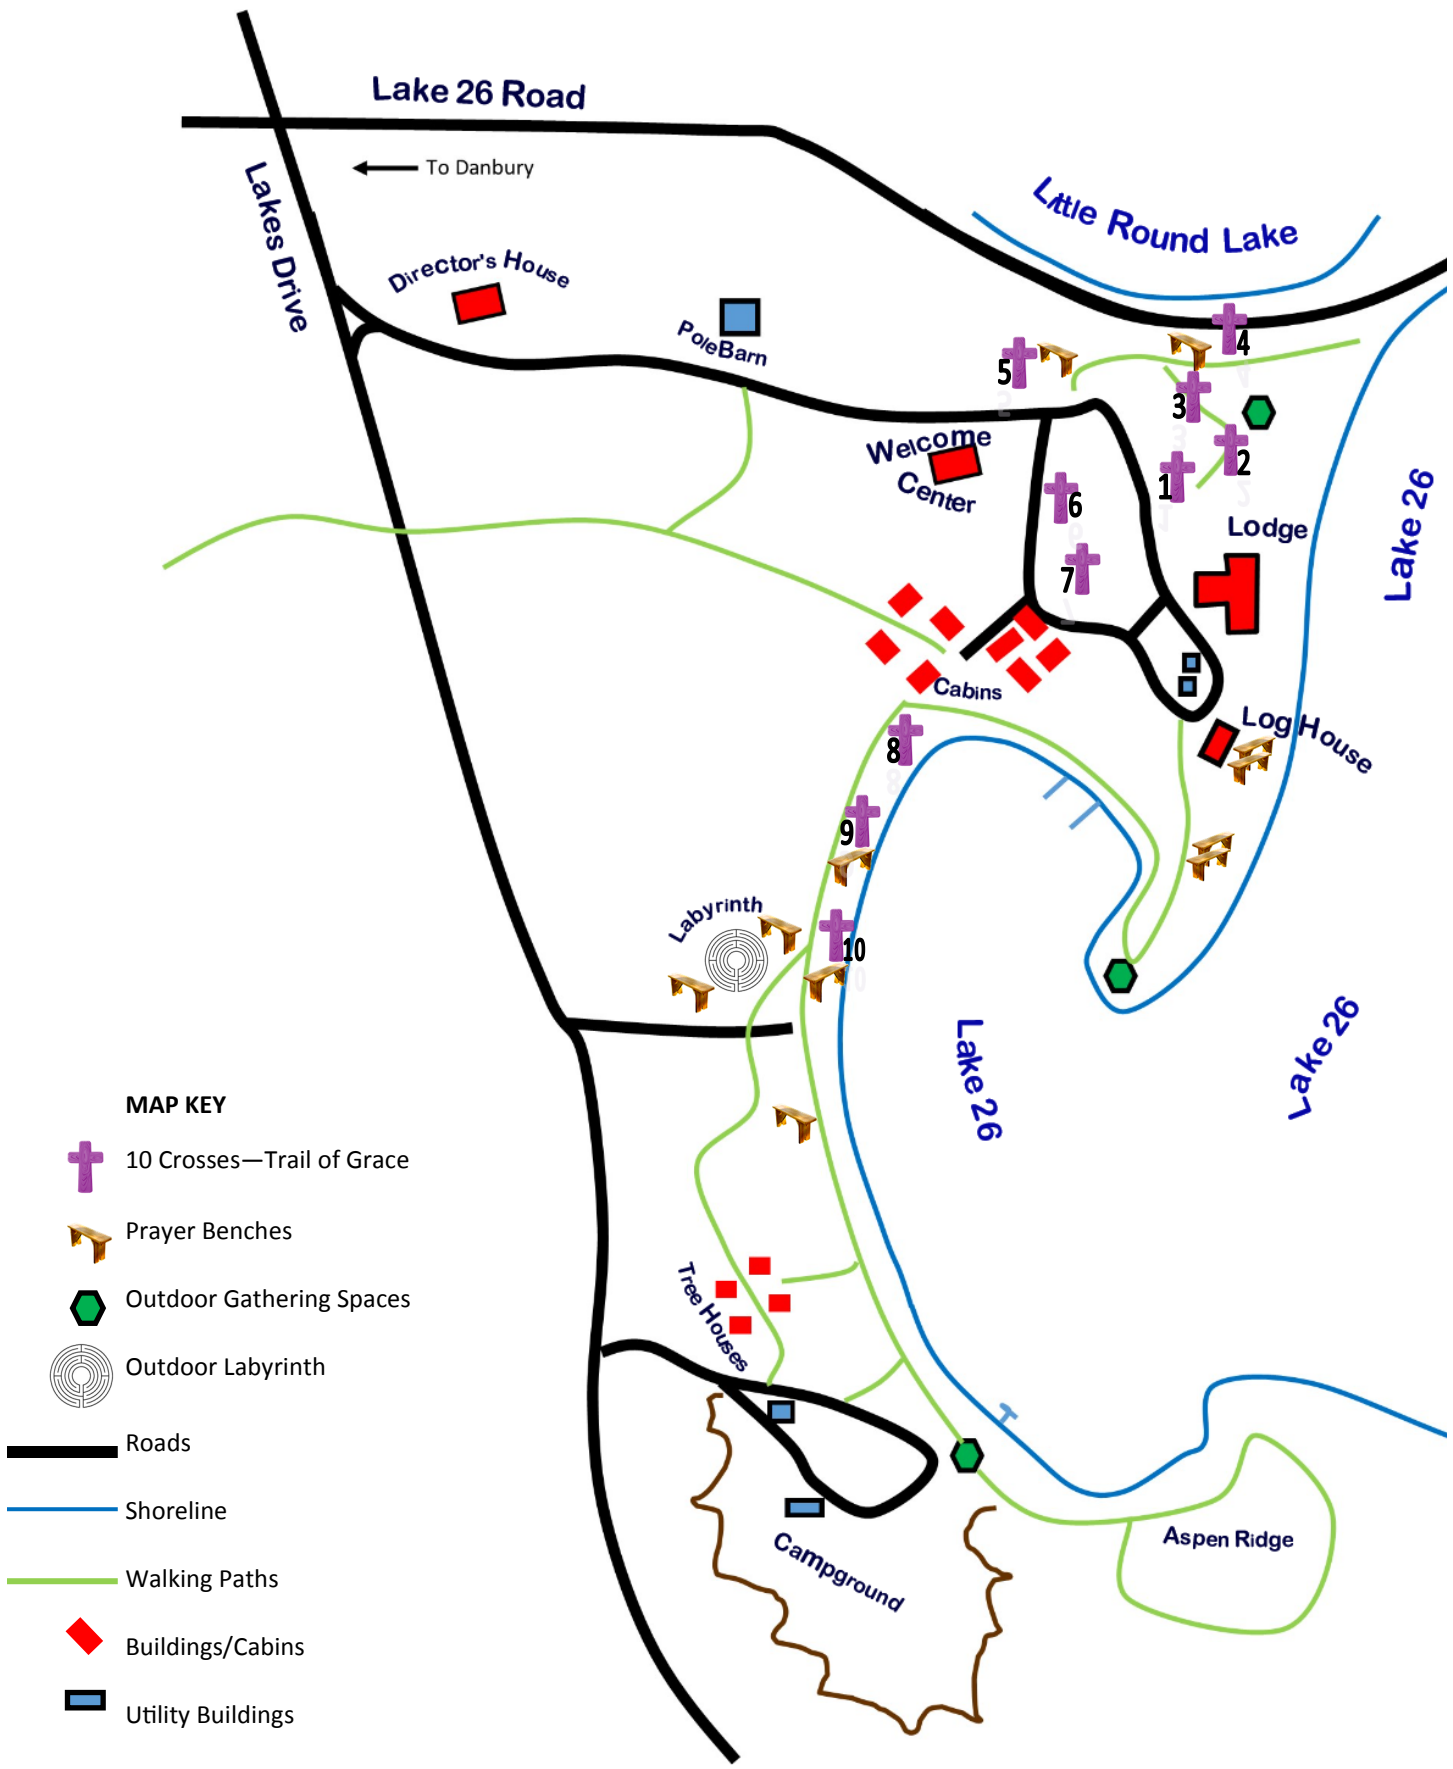 Lake 26 Road
To Danbury
Lakes Drive
Little Round Lake
Director's House
PoleBarn
4
5
3
Welcome
Center
2
1
6
Lake 26
Lodge
7
Cabins
Log House
8
9
Labyrinth
10
Lake 26
Lake 26
MAP KEY
10 Crosses—Trail of Grace
Prayer Benches
Outdoor Gathering Spaces
Tree Houses
Outdoor Labyrinth
Roads
Shoreline
Aspen Ridge
Campground
Walking Paths
Buildings/Cabins
Utility Buildings